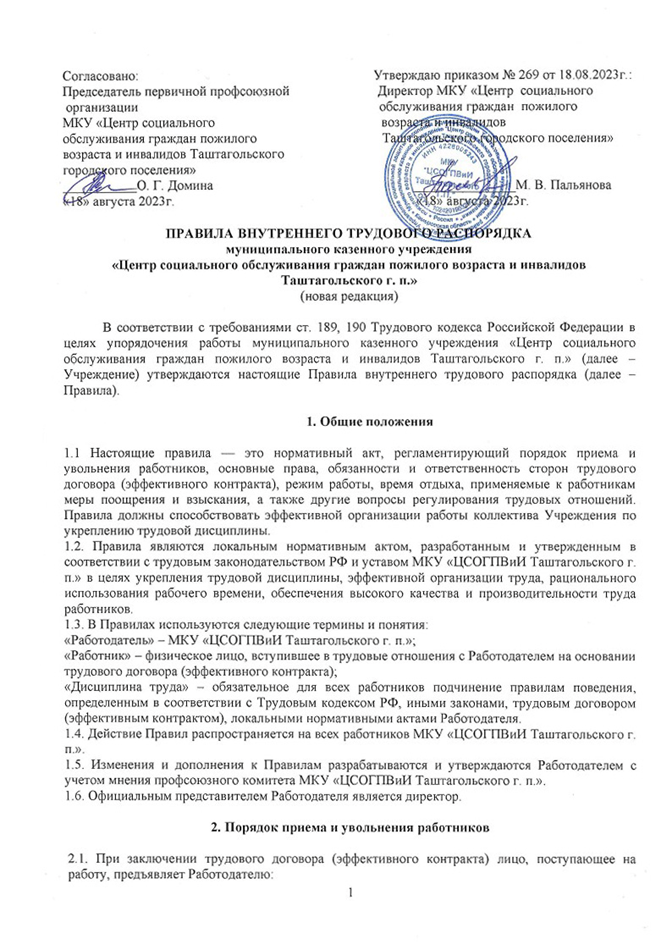 Согласовано:
Председатель первичной профсоюзной
организации
МКУ «Центр социального
обслуживания граждан пожилого
возраста и инвалидов Таштагольского
городского поселения»
О. Г. Домина
«18» августа 2023г.
Утверждаю приказом № 269 от 18.08.2023г.:
Директор МКУ «Центр социального
обслуживания граждан пожилого
возраста и инвалидов
Таштагольского городского поселения»
М. В. Пальянова
«18» августа 2023г.
ИНН 4228005243
МКУ
"ЦСОГПВиИ
ПРАВИЛА ВНУТРЕННЕГО ТРУДОВОГО РАСПОРЯДКА
муниципального казенного учреждения
«Центр социального обслуживания граждан пожилого возраста и инвалидов
Таштагольского г. п.»
(новая редакция)
В соответствии с требованиями ст. 189, 190 Трудового кодекса Российской Федерации в
целях упорядочения работы муниципального казенного учреждения «Центр социального
обслуживания граждан пожилого возраста и инвалидов Таштагольского г. п.» (далее –
Учреждение) утверждаются настоящие Правила внутреннего трудового распорядка (далее –
Правила).
1. Общие положения
1.1 Настоящие правила — это нормативный акт, регламентирующий порядок приема и
увольнения работников, основные права, обязанности и ответственность сторон трудового
договора (эффективного контракта), режим работы, время отдыха, применяемые к работникам
меры поощрения и взыскания, а также другие вопросы регулирования трудовых отношений.
Правила должны способствовать эффективной организации работы коллектива Учреждения по
укреплению трудовой дисциплины.
1.2. Правила являются локальным нормативным актом, разработанным и утвержденным в
соответствии с трудовым законодательством РФ и уставом МКУ «ЦСОГПВиИ Таштагольского г.
п.» в целях укрепления трудовой дисциплины, эффективной организации труда, рационального
использования рабочего времени, обеспечения высокого качества и производительности труда
работников.
1.3. В Правилах используются следующие термины и понятия:
«Работодатель» – МКУ «ЦСОГПВиИ Таштагольского г. п.»;
«Работник» – физическое лицо, вступившее в трудовые отношения с Работодателем на основании
трудового договора (эффективного контракта);
«Дисциплина труда» – обязательное для всех работников подчинение правилам поведения,
определенным в соответствии с Трудовым кодексом РФ, иными законами, трудовым договором
(эффективным контрактом), локальными нормативными актами Работодателя.
1.4. Действие Правил распространяется на всех работников МКУ «ЦСОГПВиИ Таштагольского г.
п.».
1.5. Изменения и дополнения к Правилам разрабатываются и утверждаются Работодателем с
учетом мнения профсоюзного комитета МКУ «ЦСОГПВиИ Таштагольского г. п.».
1.6. Официальным представителем Работодателя является директор.
2. Порядок приема и увольнения работников
2.1. При заключении трудового договора (эффективного контракта) лицо, поступающее на
работу, предъявляет Работодателю:
1